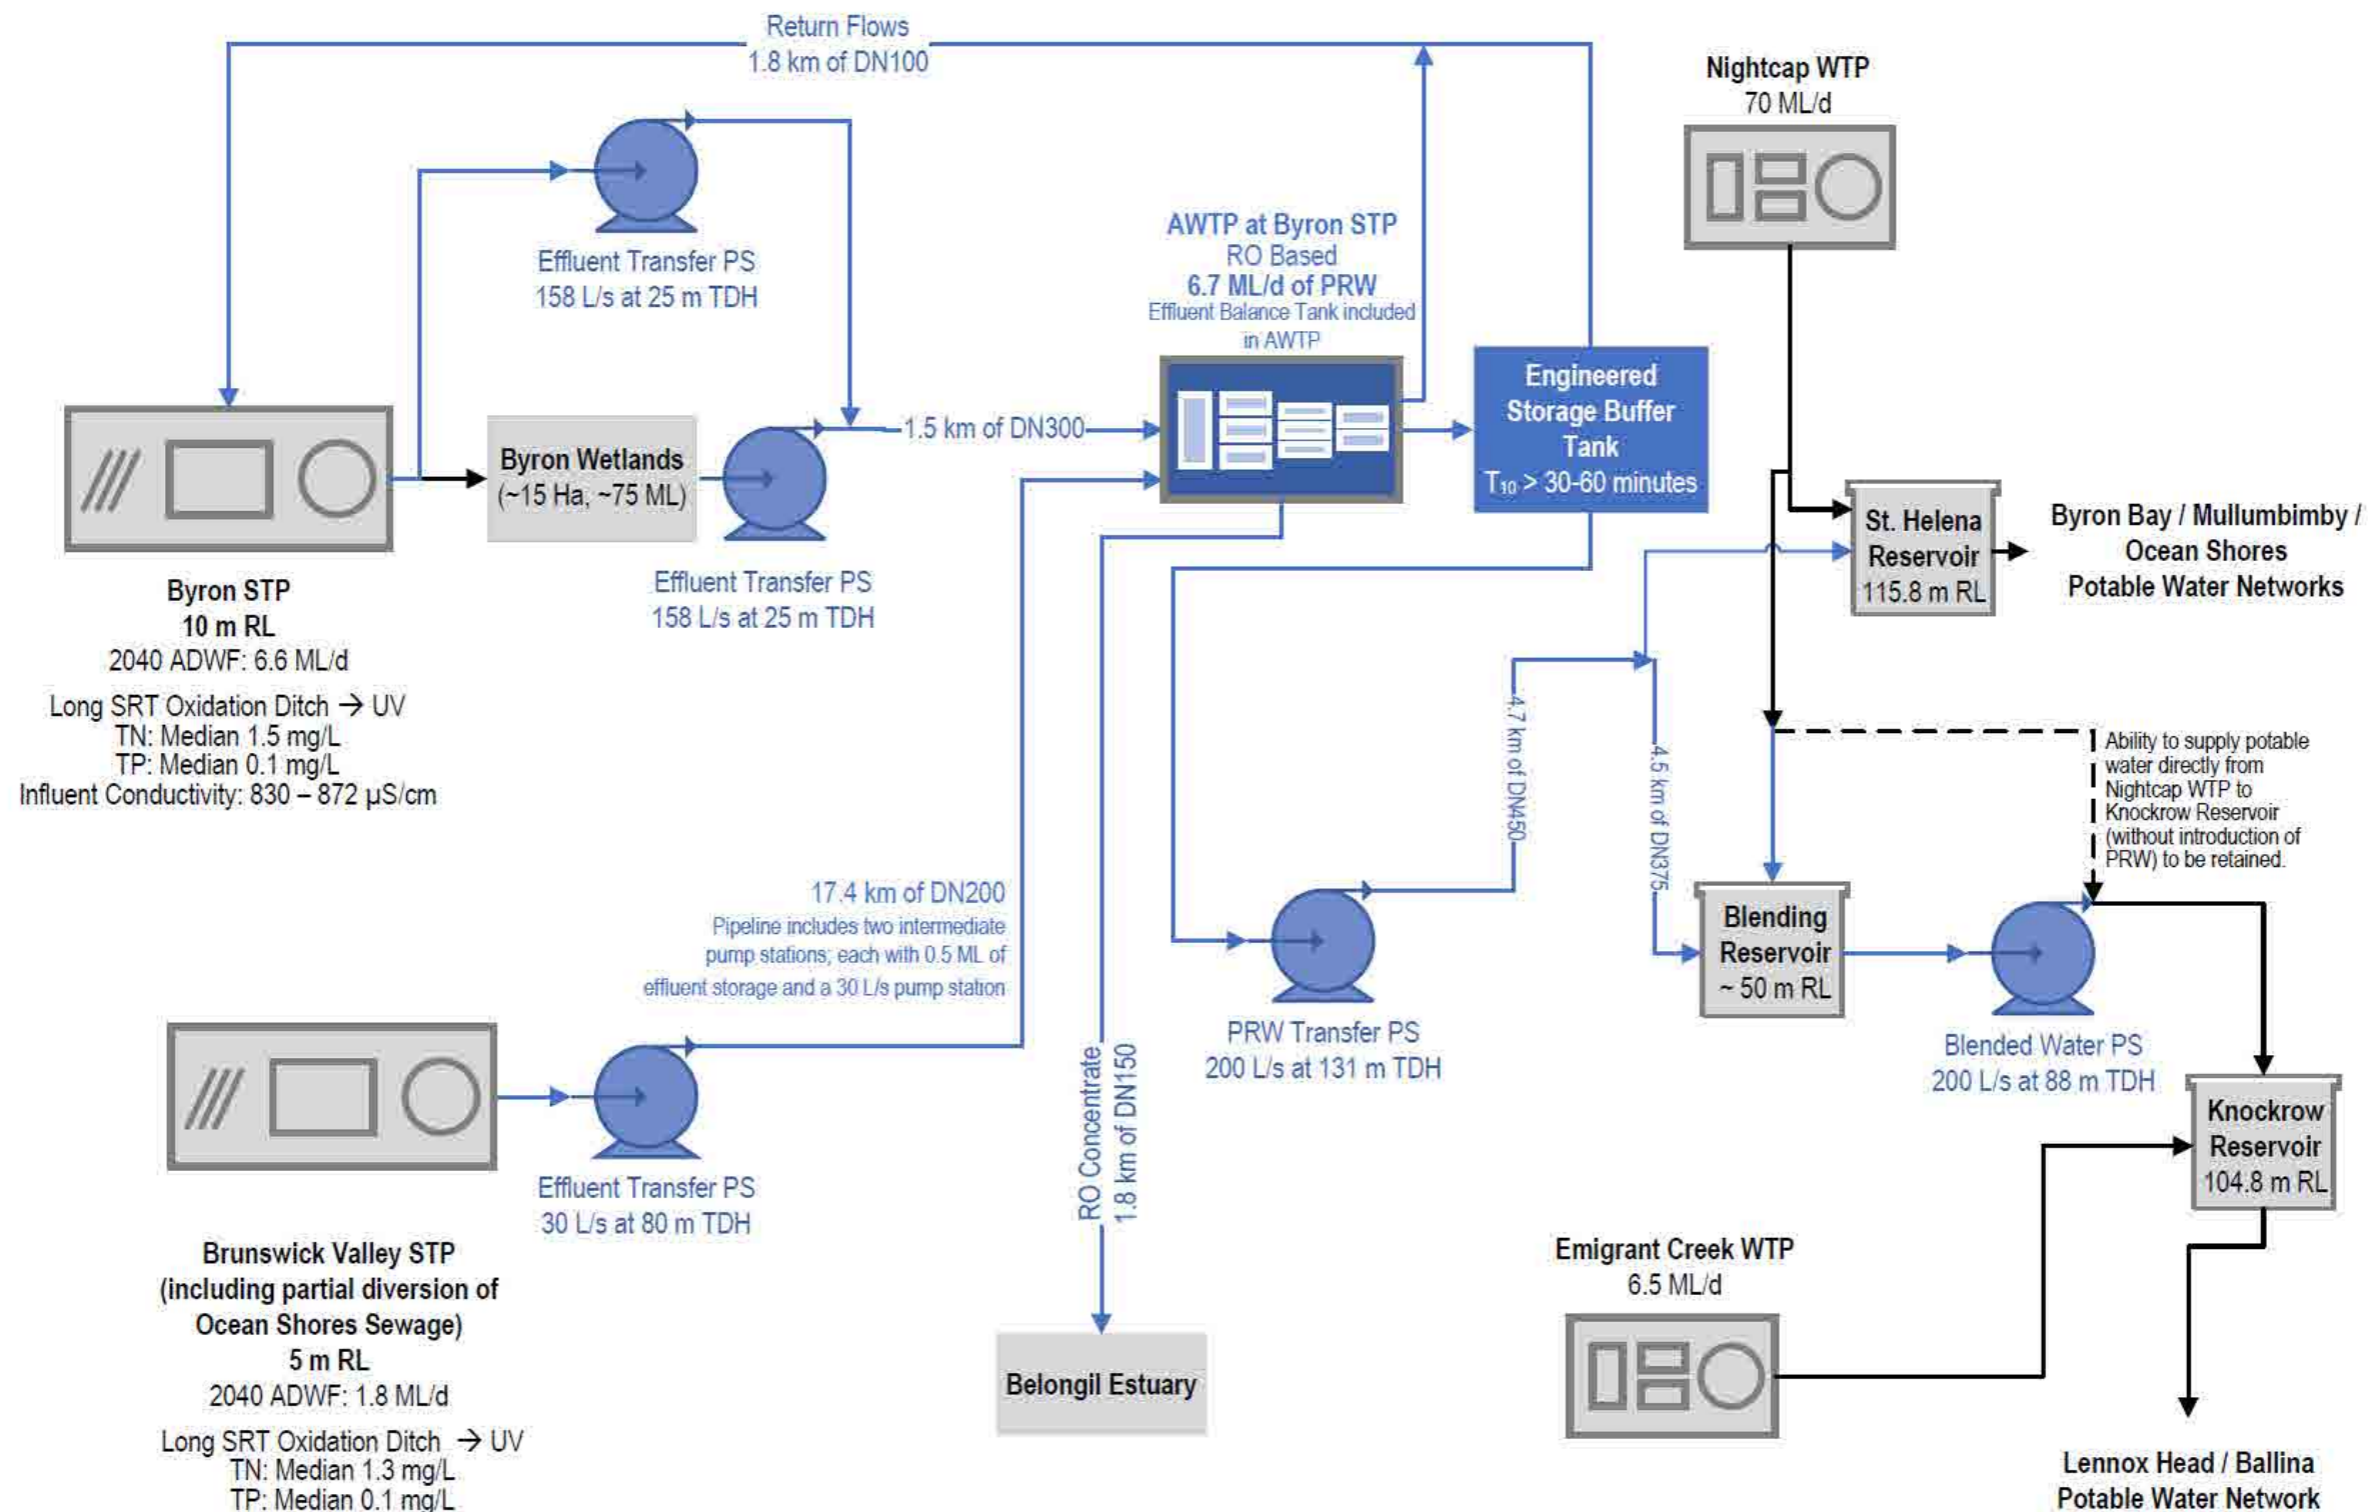 Return Flows
1.8 km of DN100
Nightcap WTP
70 ML/d
Effluent Transfer PS
158 L/s at 25 m TDH
AWTP at Byron STP
RO Based
6.7 ML/d of PRW
Effluent Balance Tank included
in AWTP
Engineered
Storage Buffer
Tank
T₁₀ > 30-60 minutes
1.5 km of DN300
Byron Wetlands
(~15 Ha, ~75 ML)
Effluent Transfer PS
158 L/s at 25 m TDH
St. Helena
Reservoir
115.8 m RL
Byron Bay / Mullumbimby /
Ocean Shores
Potable Water Networks
Byron STP
10 m RL
2040 ADWF: 6.6 ML/d
Long SRT Oxidation Ditch → UV
TN: Median 1.5 mg/L
TP: Median 0.1 mg/L
Influent Conductivity: 830 – 872 µS/cm
4.7 km of DN450
4.5 km of DN375
Ability to supply potable
water directly from
Nightcap WTP to
Knockrow Reservoir
(without introduction of
PRW) to be retained.
17.4 km of DN200
Pipeline includes two intermediate
pump stations; each with 0.5 ML of
effluent storage and a 30 L/s pump station
Blending
Reservoir
~ 50 m RL
PRW Transfer PS
200 L/s at 131 m TDH
Blended Water PS
200 L/s at 88 m TDH
RO Concentrate
1.8 km of DN150
Knockrow
Reservoir
104.8 m RL
Effluent Transfer PS
30 L/s at 80 m TDH
Brunswick Valley STP
(including partial diversion of
Ocean Shores Sewage)
5 m RL
2040 ADWF: 1.8 ML/d
Long SRT Oxidation Ditch → UV
TN: Median 1.3 mg/L
TP: Median 0.1 mg/L
Emigrant Creek WTP
6.5 ML/d
Belongil Estuary
Lennox Head / Ballina
Potable Water Network